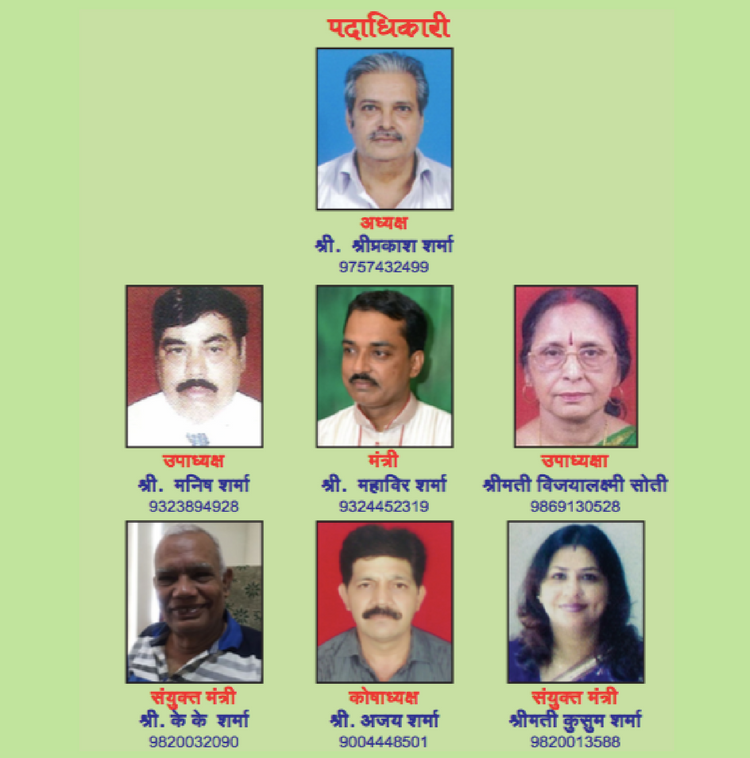 पदाधिकारी
अध्यक्ष
श्री. श्रीप्रकाश शर्मा
9757432499
उपाध्यक्ष
श्री. मनिष शर्मा
9323894928
मंत्री
श्री. महाविर शर्मा
9324452319
उपाध्यक्षा
श्रीमती विजयालक्ष्मी सोती
9869130528
संयुक्त मंत्री
श्री. के के शर्मा
9820032090
कोषाध्यक्ष
श्री. अजय शर्मा
9004448501
संयुक्त मंत्री
श्रीमती कुसुम शर्मा
9820013588